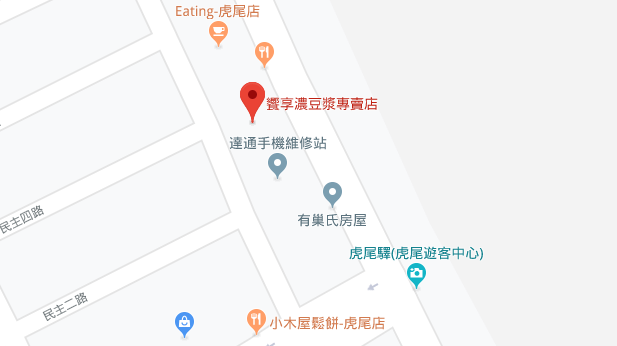 Eating-虎尾店
饗享濃豆漿專賣店
達通手機維修站
有巢氏房屋
民主四路
虎尾驛(虎尾遊客中心)
民主二路
小木屋鬆餅-虎尾店